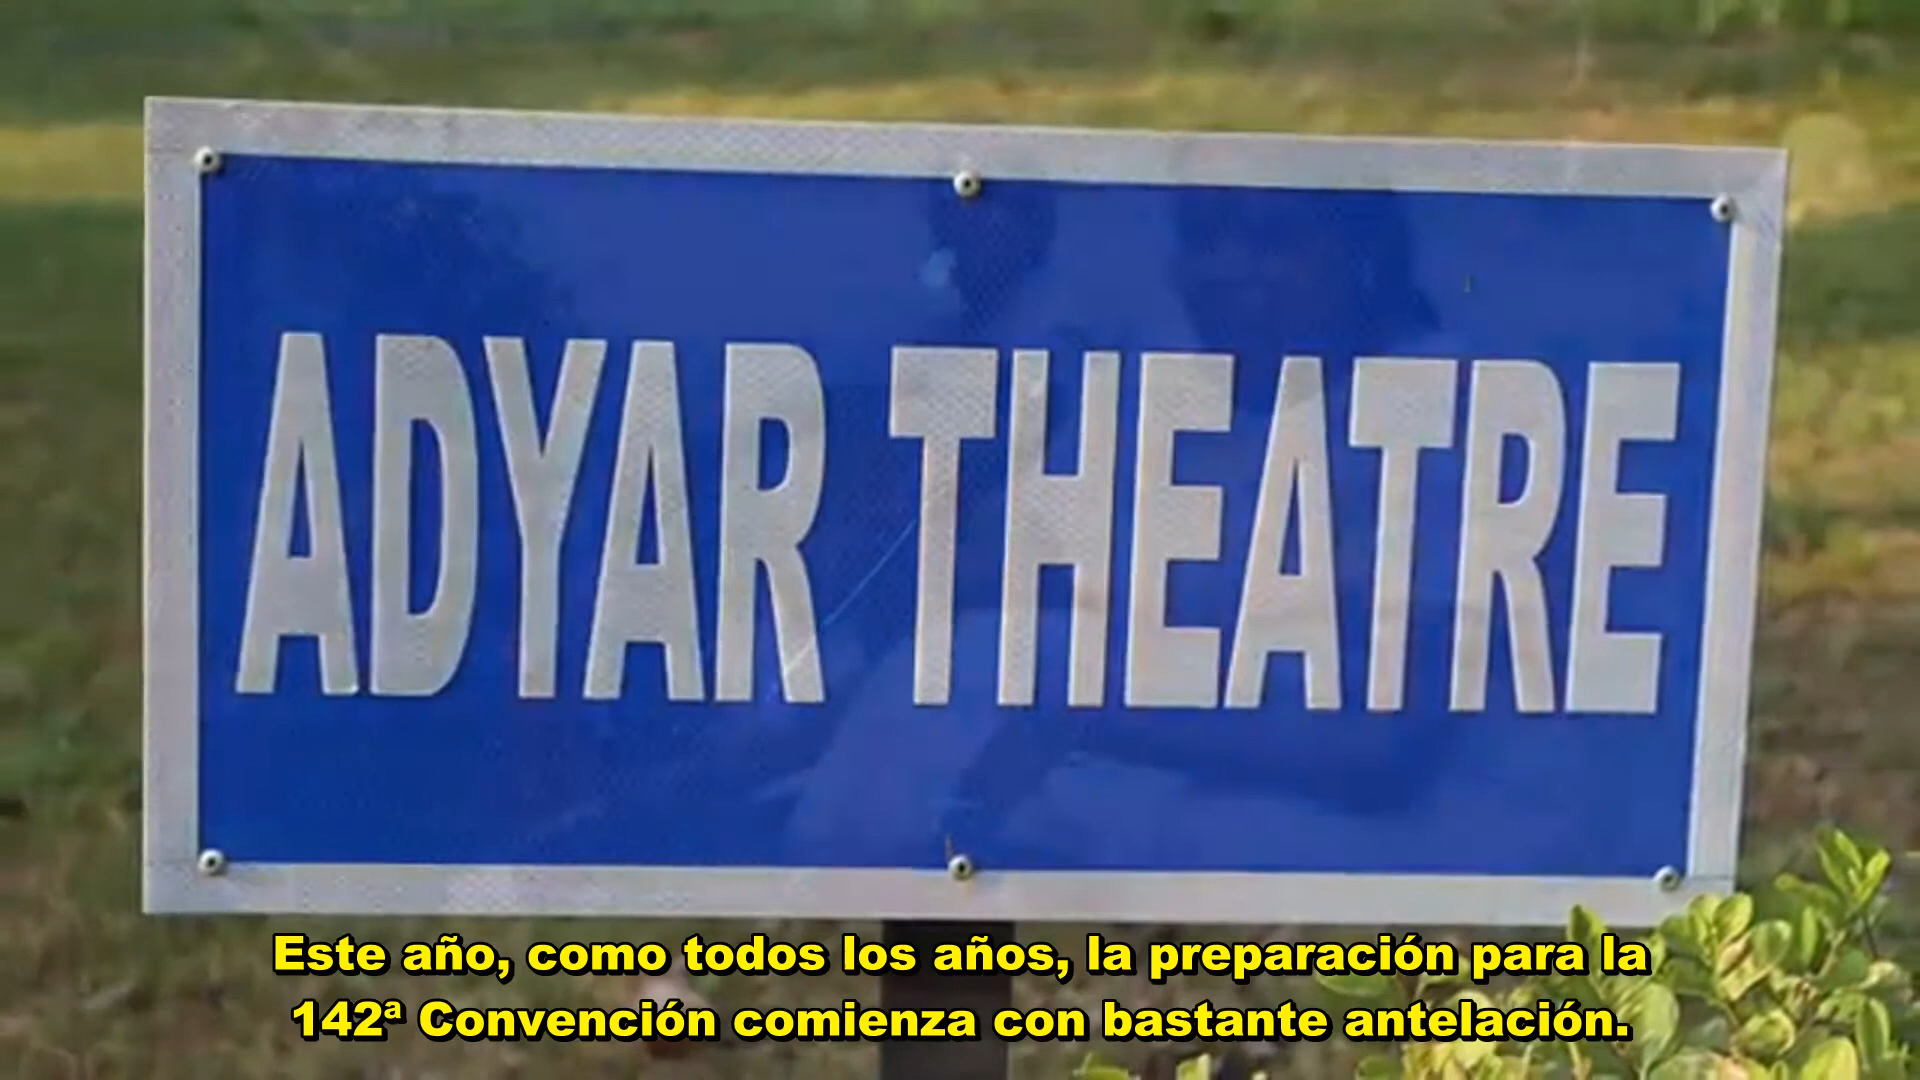 ADYAR THEATRE
Este año, como todos los años, la preparación para la
142ª Convención comienza con bastante antelación.